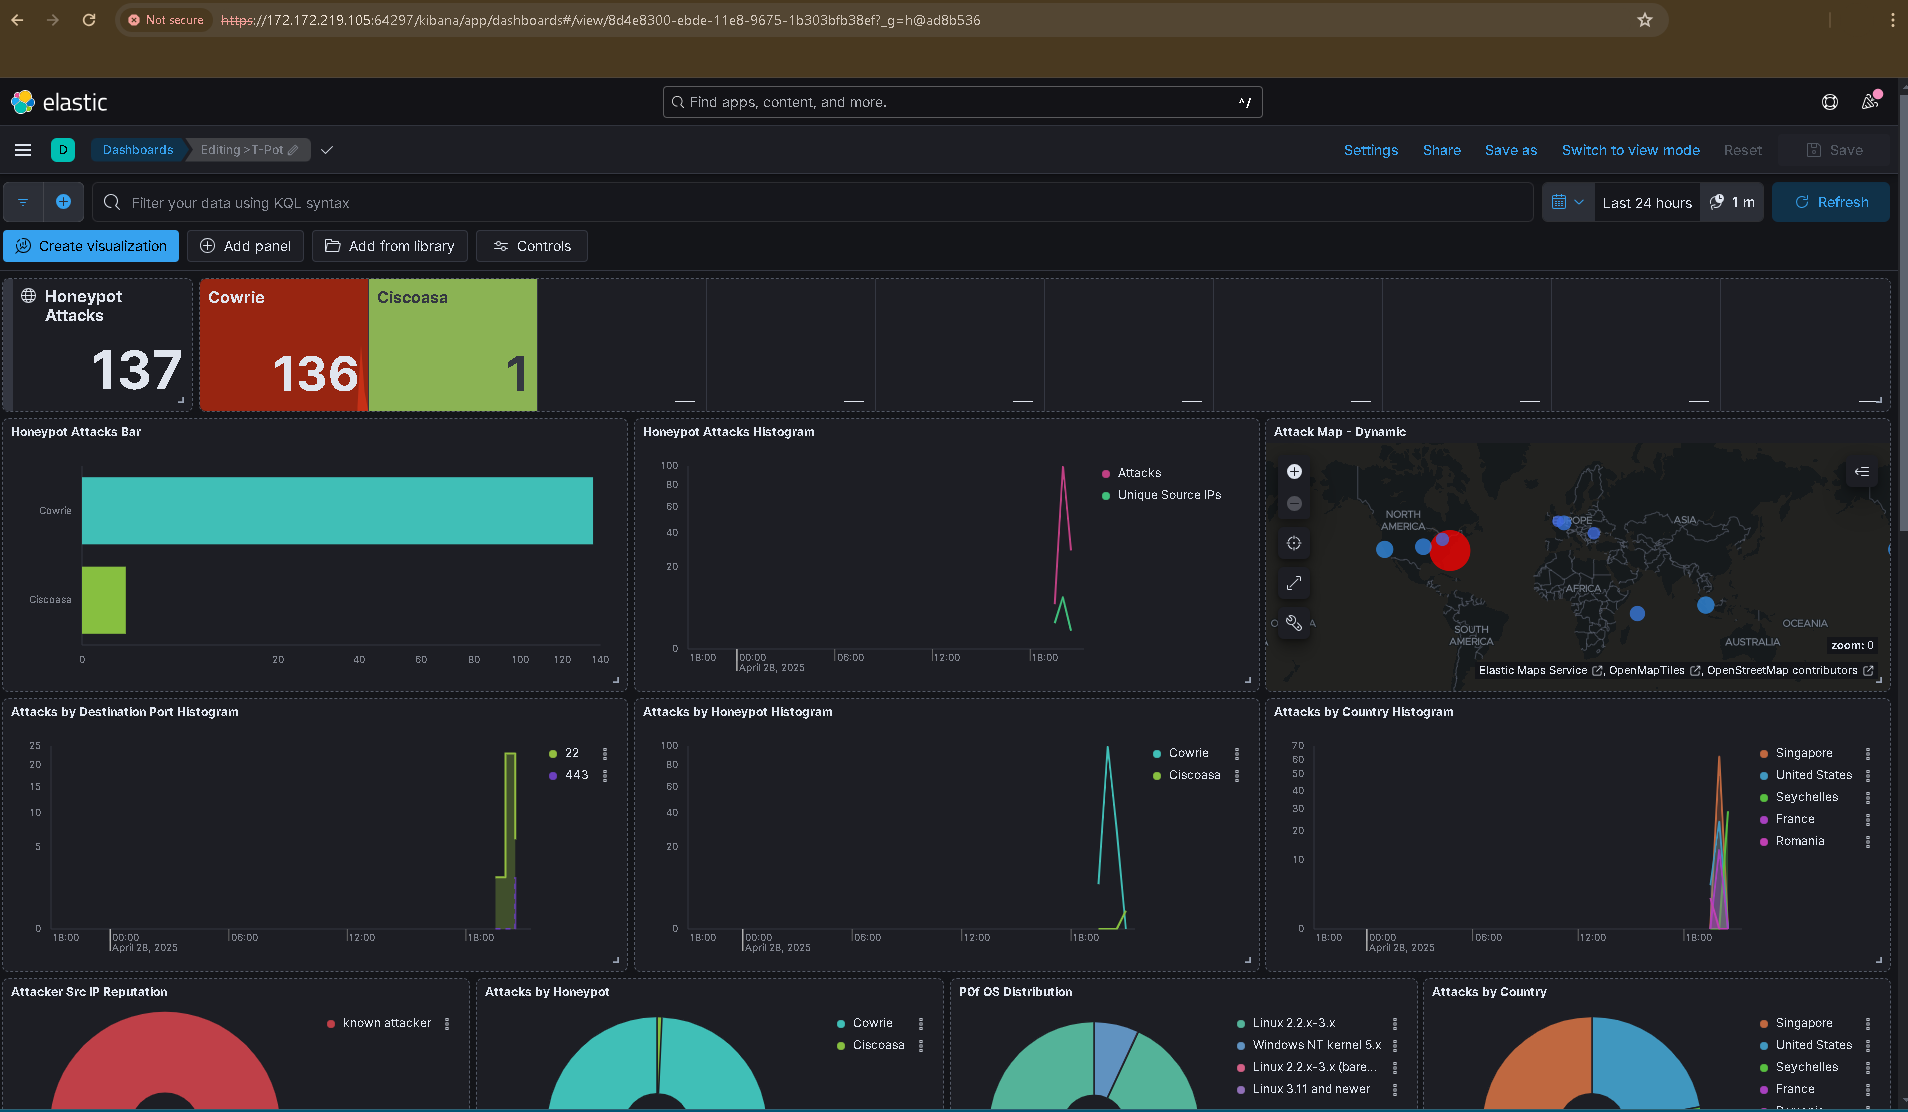 Not secure
https://172.172.219.105:64297/kibana/app/dashboards#/view/8d4e8300-ebde-11e8-9675-1b303bfb38ef?_g=h@ad8b536
elastic
Find apps, content, and more.
^/
D
Dashboards
Editing >T-Pot
Settings
Share
Save as
Switch to view mode
Reset
Save
Filter your data using KQL syntax
Last 24 hours
1 m
Refresh
Create visualization
Add panel
Add from library
Controls
Honeypot
Attacks
137
Cowrie
136
Ciscoasa
1
Honeypot Attacks Bar
Cowrie
Ciscoasa
0 20 40 60 80 100 120 140
Honeypot Attacks Histogram
100
80
60
40
20
0
18:00 00:00 06:00 12:00 18:00
April 28, 2025
Attacks
Unique Source IPs
Attack Map - Dynamic
NORTH
AMERICA
EUROPE
ASIA
AFRICA
SOUTH
AMERICA
OCEANIA
AUSTRALIA
zoom: 0
Elastic Maps Service , OpenMapTiles , OpenStreetMap contributors
Attacks by Destination Port Histogram
25
20
15
10
5
0
18:00 00:00 06:00 12:00 18:00
April 28, 2025
22
443
Attacks by Honeypot Histogram
100
80
60
40
20
0
18:00 00:00 06:00 12:00 18:00
April 28, 2025
Cowrie
Ciscoasa
Attacks by Country Histogram
70
60
50
40
30
20
10
0
18:00 00:00 06:00 12:00 18:00
April 28, 2025
Singapore
United States
Seychelles
France
Romania
Attacker Src IP Reputation
known attacker
Attacks by Honeypot
Cowrie
Ciscoasa
P0f OS Distribution
Linux 2.2.x-3.x
Windows NT kernel 5.x
Linux 2.2.x-3.x (bare...
Linux 3.11 and newer
Attacks by Country
Singapore
United States
Seychelles
France